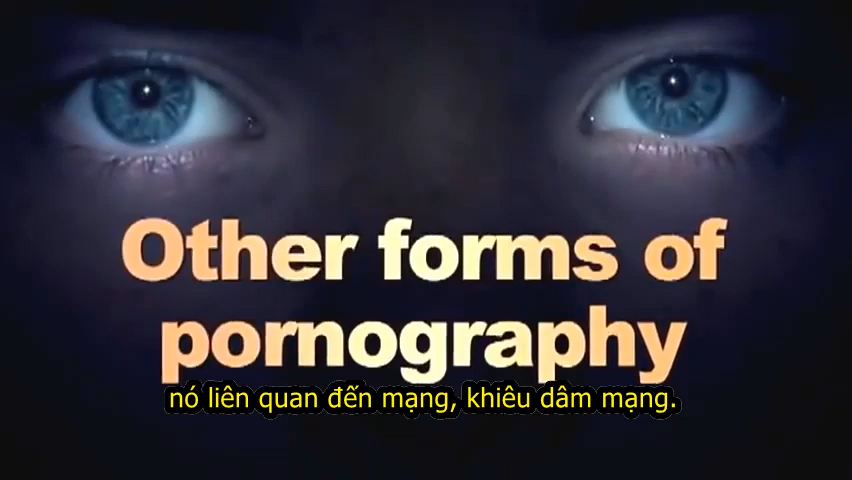 Other forms of
pornography
nó liên quan đến mạng, khiêu dâm mạng.